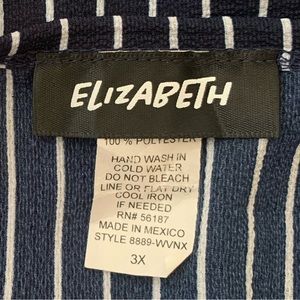 ELIZABETH
100 % POLYESTER
HAND WASH IN
COLD WATER
DO NOT BLEACH
LINE OR FLAT DRY
COOL IRON
IF NEEDED
RN# 56187
MADE IN MEXICO
STYLE 8889-WVNX
3X